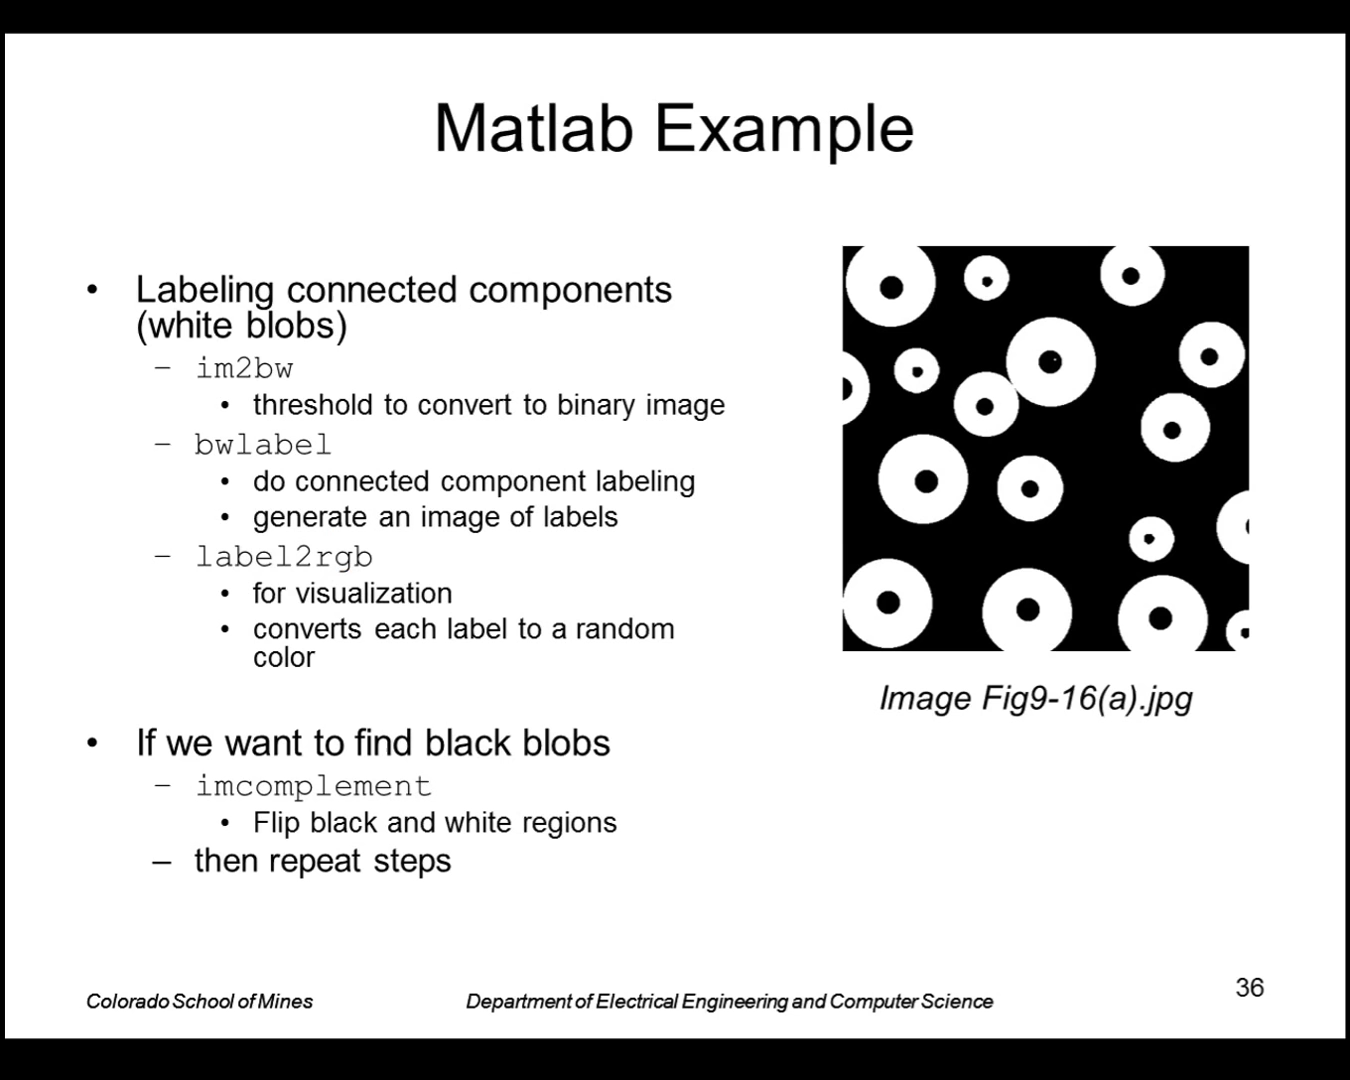 Matlab Example
• Labeling connected components
(white blobs)
– im2bw
• threshold to convert to binary image
– bwlabel
• do connected component labeling
• generate an image of labels
– label2rgb
• for visualization
• converts each label to a random
color
• If we want to find black blobs
– imcomplement
• Flip black and white regions
– then repeat steps
Image Fig9-16(a).jpg
Colorado School of Mines
Department of Electrical Engineering and Computer Science
36